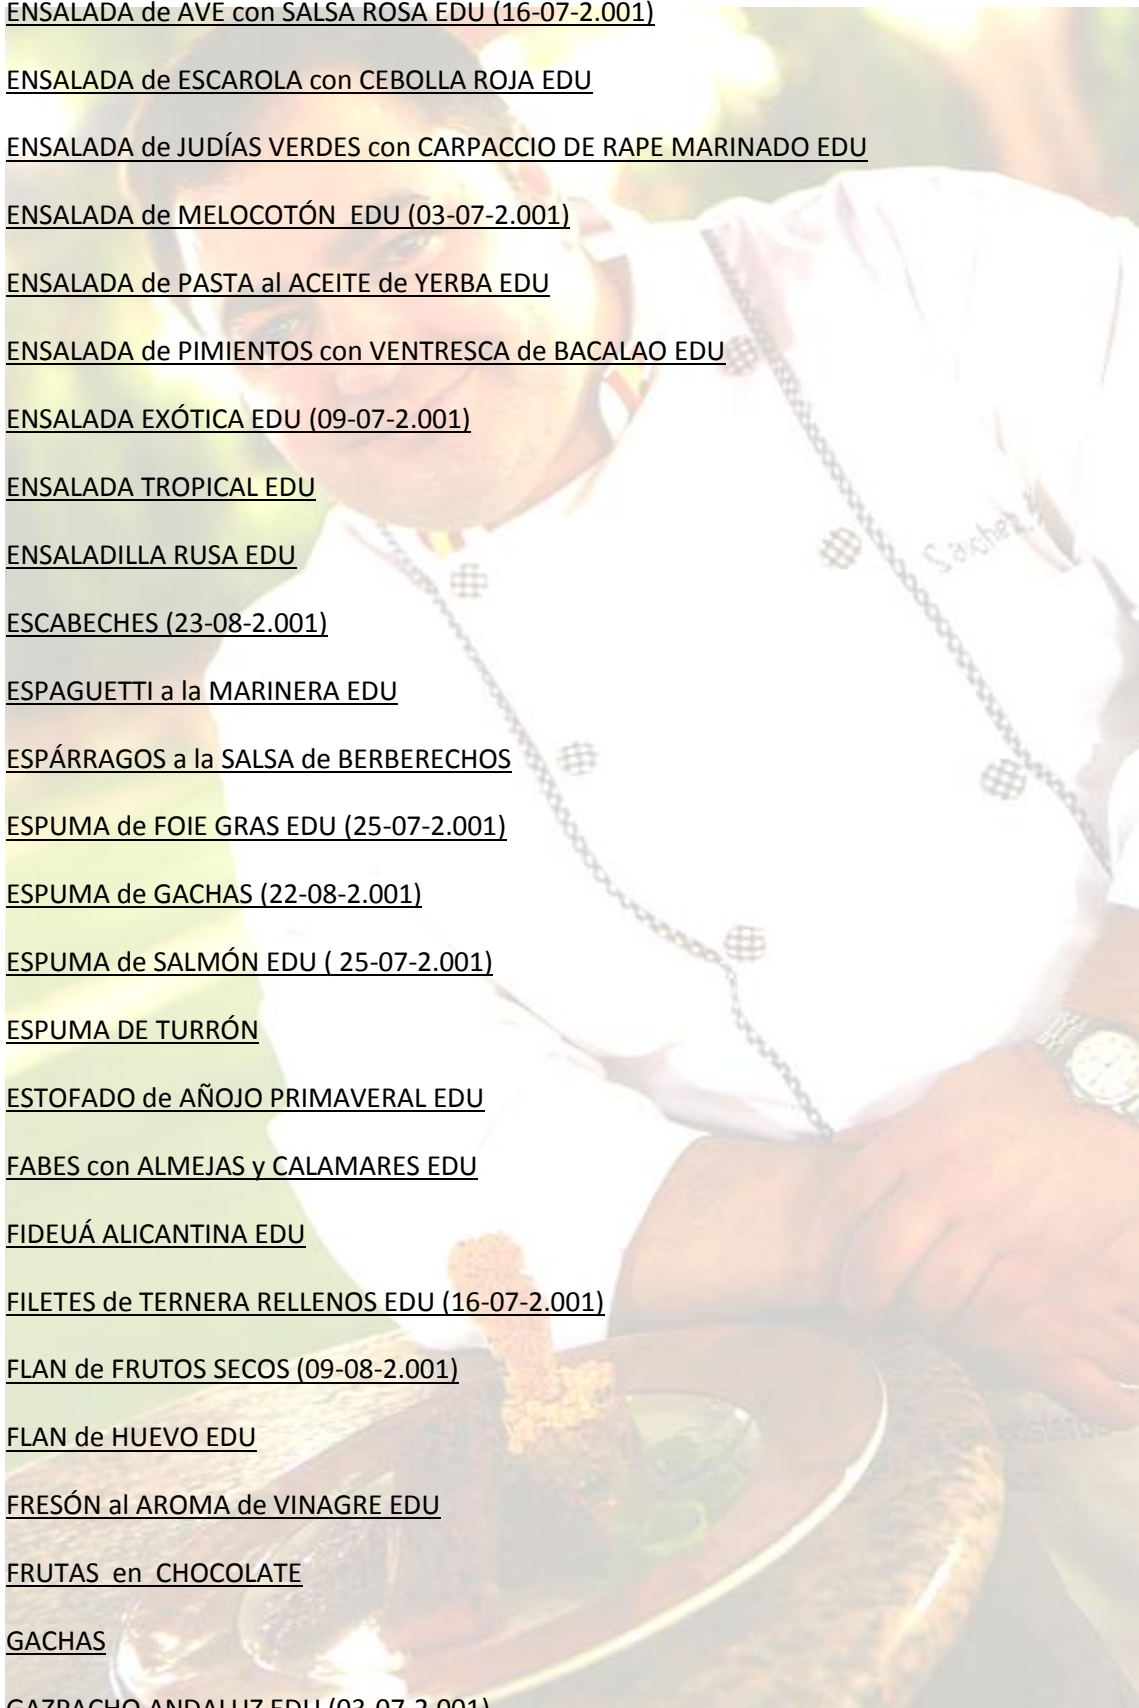 ENSALADA de AVE con SALSA ROSA EDU (16-07-2.001)
ENSALADA de ESCAROLA con CEBOLLA ROJA EDU
ENSALADA de JUDÍAS VERDES con CARPACCIO DE RAPE MARINADO EDU
ENSALADA de MELOCOTÓN  EDU (03-07-2.001)
ENSALADA de PASTA al ACEITE de YERBA EDU
ENSALADA de PIMIENTOS con VENTRESCA de BACALAO EDU
ENSALADA EXÓTICA EDU (09-07-2.001)
ENSALADA TROPICAL EDU
ENSALADILLA RUSA EDU
ESCABECHES (23-08-2.001)
ESPAGUETTI a la MARINERA EDU
ESPÁRRAGOS a la SALSA de BERBERECHOS
ESPUMA de FOIE GRAS EDU (25-07-2.001)
ESPUMA de GACHAS (22-08-2.001)
ESPUMA de SALMÓN EDU ( 25-07-2.001)
ESPUMA DE TURRÓN
ESTOFADO de AÑOJO PRIMAVERAL EDU
FABES con ALMEJAS y CALAMARES EDU
FIDEUÁ ALICANTINA EDU
FILETES de TERNERA RELLENOS EDU (16-07-2.001)
FLAN de FRUTOS SECOS (09-08-2.001)
FLAN de HUEVO EDU
FRESÓN al AROMA de VINAGRE EDU
FRUTAS  en  CHOCOLATE
GACHAS
GAZPACHO ANDALUZ EDU (03-07-2.001)